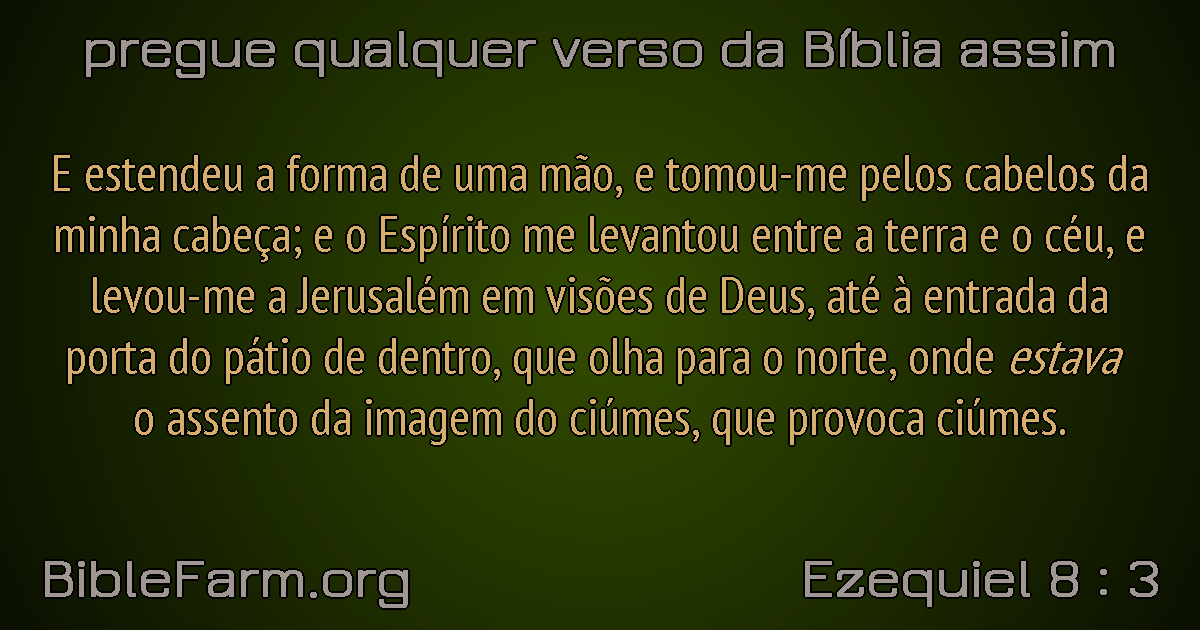 pregue qualquer verso da Bíblia assim
E estendeu a forma de uma mão, e tomou-me pelos cabelos da
minha cabeça; e o Espírito me levantou entre a terra e o céu, e
levou-me a Jerusalém em visões de Deus, até à entrada da
porta do pátio de dentro, que olha para o norte, onde estava
o assento da imagem do ciúmes, que provoca ciúmes.
BibleFarm.org
Ezequiel 8 : 3